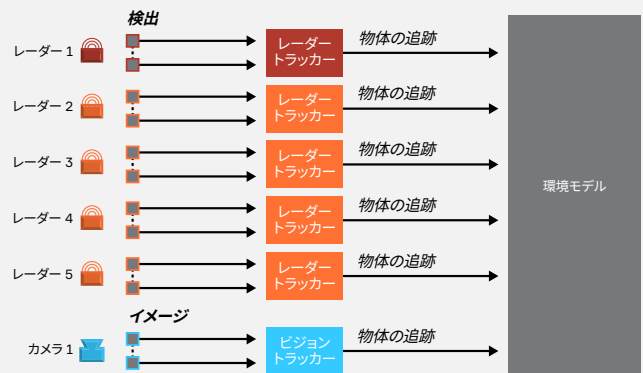 検出
レーダー 1
レーダー
トラッカー
物体の追跡
レーダー 2
レーダー
トラッカー
物体の追跡
レーダー 3
レーダー
トラッカー
物体の追跡
環境モデル
レーダー 4
レーダー
トラッカー
物体の追跡
レーダー 5
レーダー
トラッカー
物体の追跡
イメージ
カメラ 1
ビジョン
トラッカー
物体の追跡